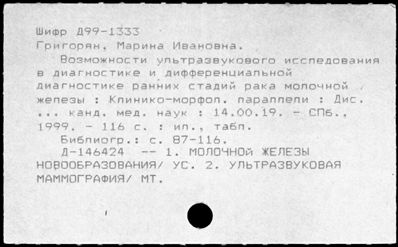 Шифр Д99-1333
Григорян, Марина Ивановна.
Возможности ультразвукового исследования
в диагностике и дифференциальной
диагностике ранних стадий рака молочной
железы : Клинико-морфол. параллели : Дис.
... канд. мед. наук : 14.00.19. - СПб.,
1999. - 116 с. : ил., табл.
Библиогр.: с. 87-116.
Д-146424 -- 1. МОЛОЧНОЙ ЖЕЛЕЗЫ
НОВООБРАЗОВАНИЯ/ УС. 2. УЛЬТРАЗВУКОВАЯ
МАММОГРАФИЯ/ МТ.